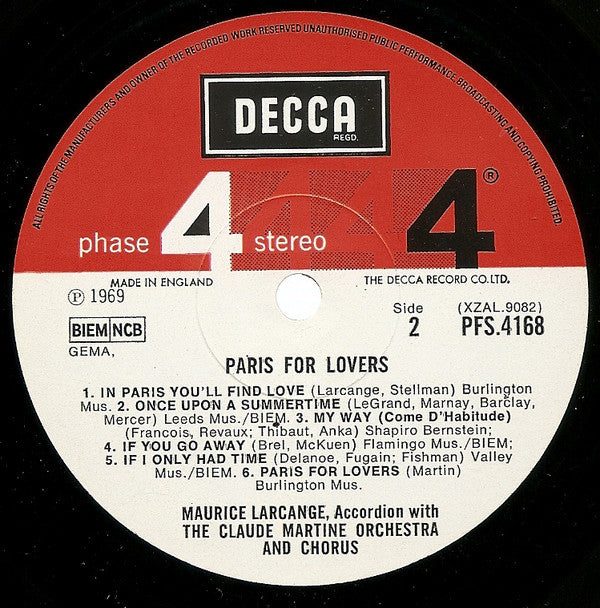 ALL RIGHTS OF THE MANUFACTURERS AND OWNER OF THE RECORDED WORK RESERVED UNAUTHORISED PUBLIC PERFORMANCE, BROADCASTING AND COPYING PROHIBITED.
DECCA
REGD.
phase 4 stereo 4 ®
MADE IN ENGLAND THE DECCA RECORD CO. LTD.
℗ 1969
Side 2
(XZAL.9082)
PFS.4168
BIEM NCB
GEMA,
PARIS FOR LOVERS
1. IN PARIS YOU'LL FIND LOVE (Larcange, Stellman) Burlington
Mus. 2. ONCE UPON A SUMMERTIME (LeGrand, Marnay, Barclay,
Mercer) Leeds Mus./BIEM. 3. MY WAY (Come D'Habitude)
(Francois, Revaux; Thibaut, Anka) Shapiro Bernstein;
4. IF YOU GO AWAY (Brel, McKuen) Flamingo Mus./BIEM;
5. IF I ONLY HAD TIME (Delanoe, Fugain; Fishman) Valley
Mus./BIEM. 6. PARIS FOR LOVERS (Martin)
Burlington Mus.
MAURICE LARCANGE, Accordion with
THE CLAUDE MARTINE ORCHESTRA
AND CHORUS